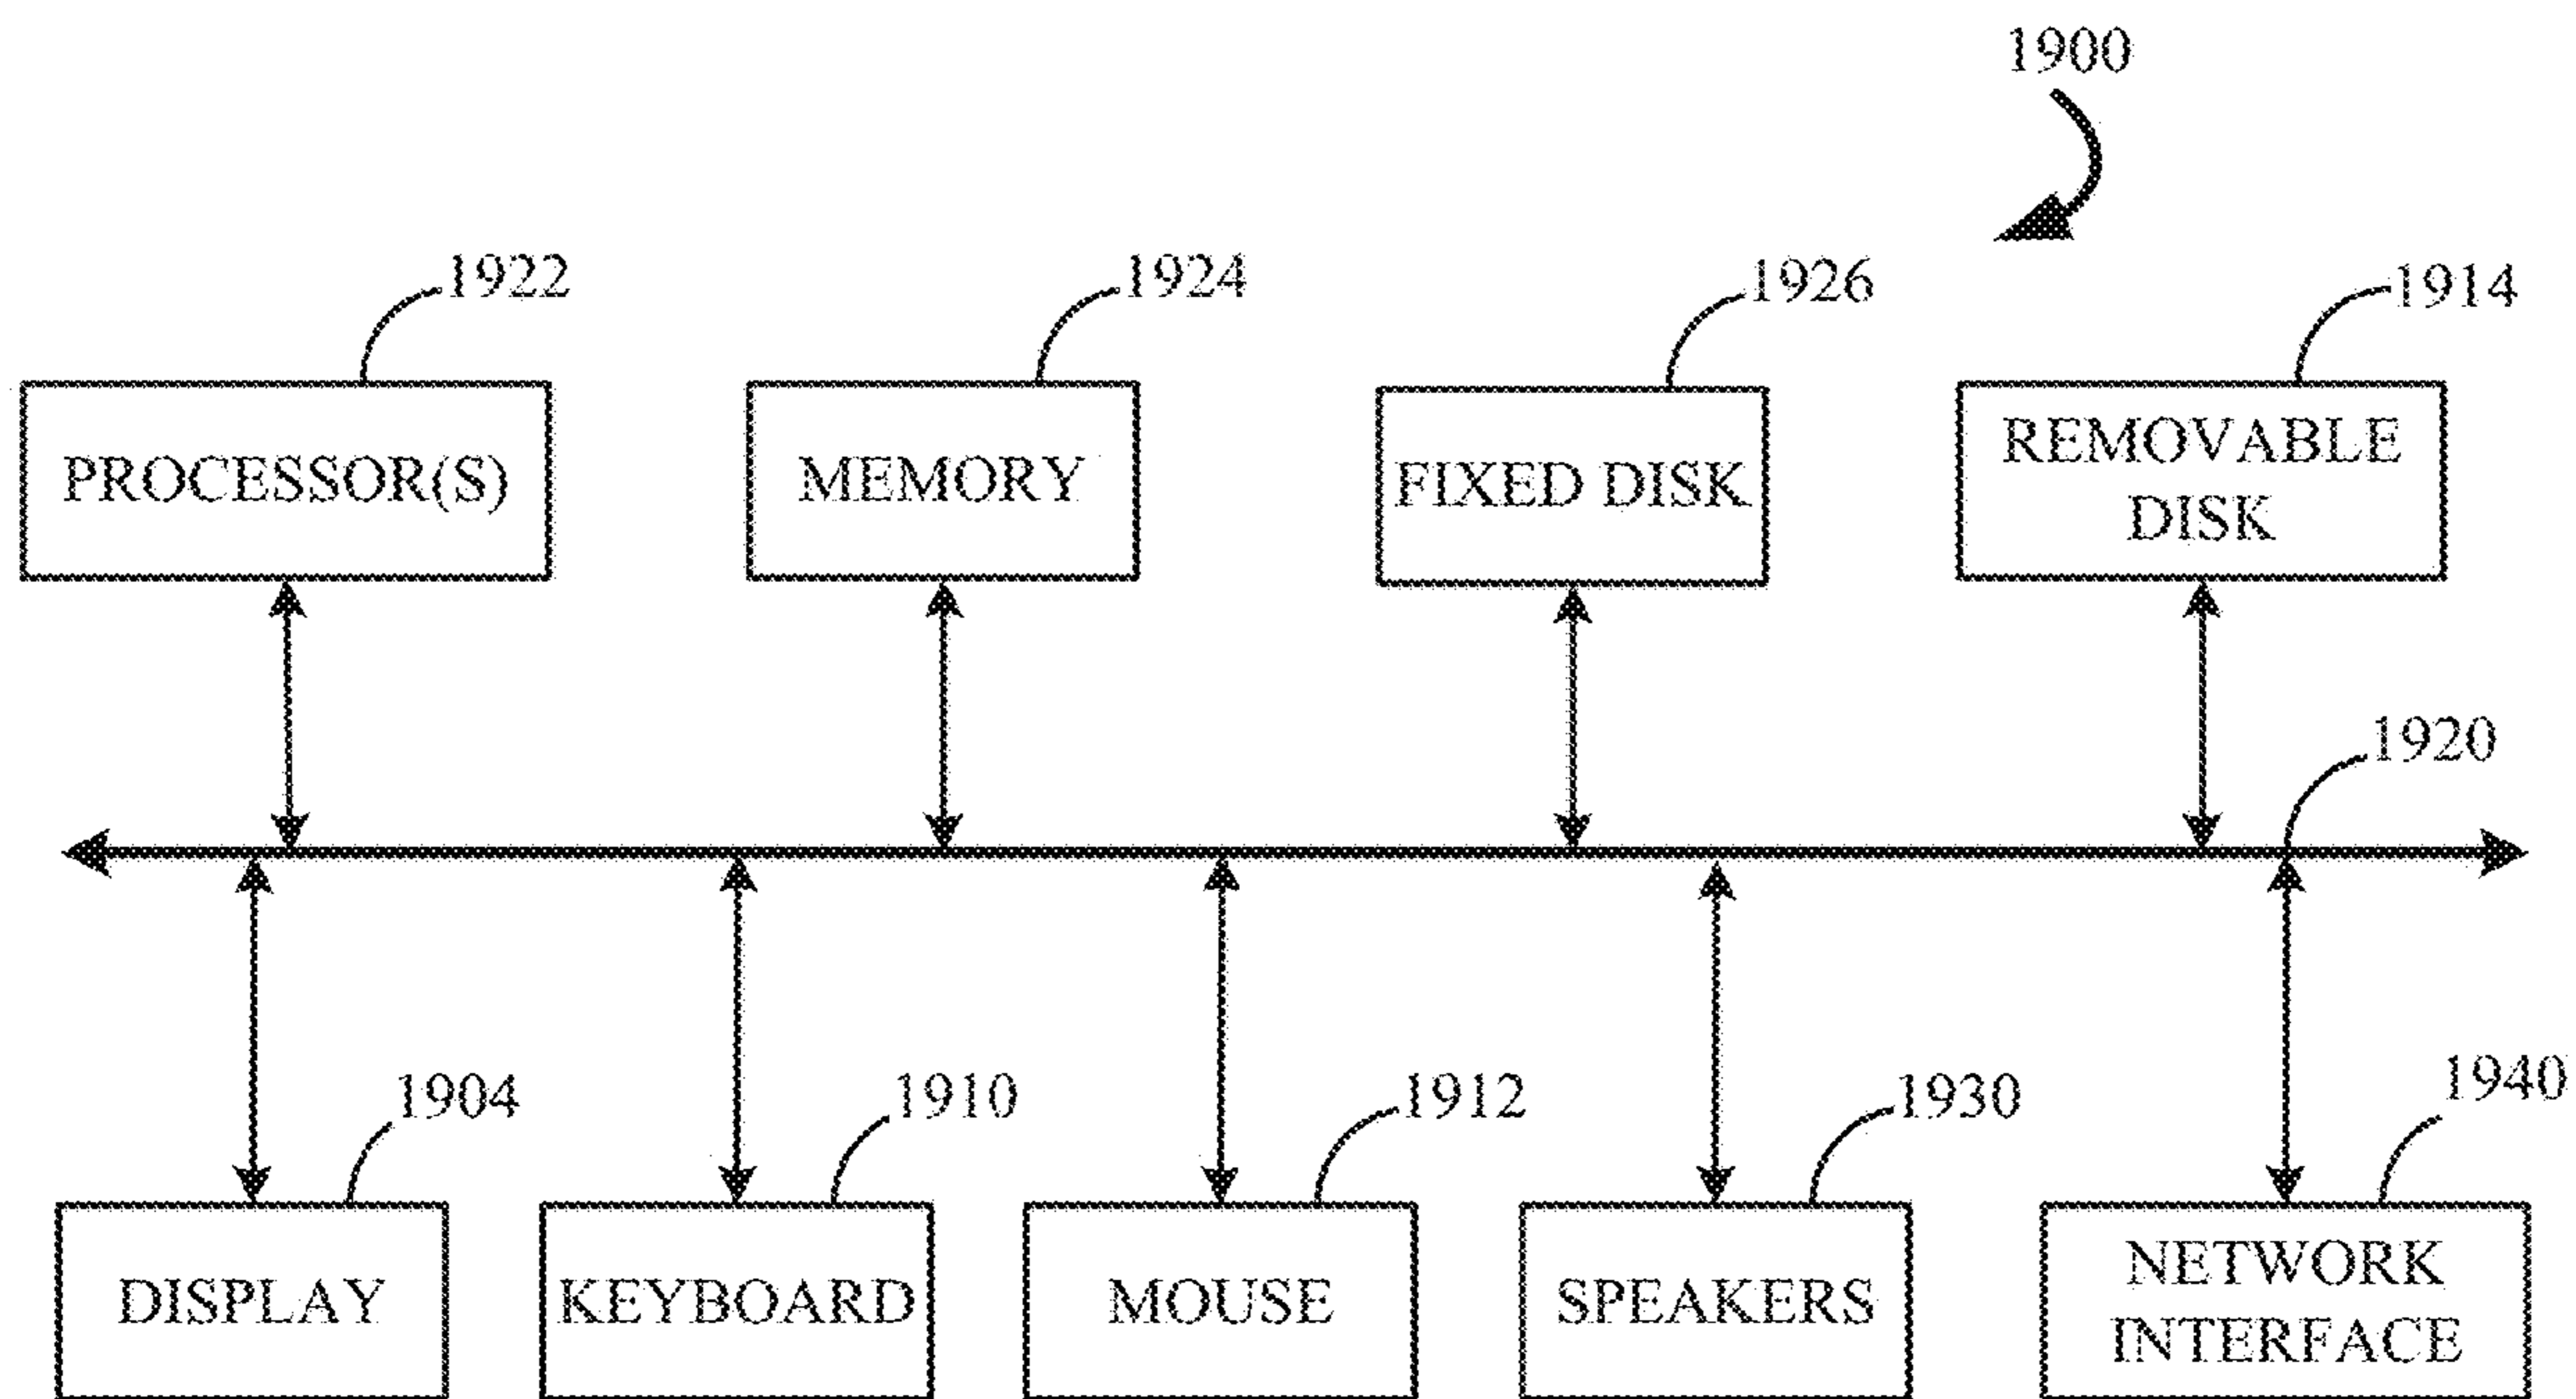 1900
1922
1924
1926
1914
PROCESSOR(S)
MEMORY
FIXED DISK
REMOVABLE
DISK
1920
1904
1910
1912
1930
1940
DISPLAY
KEYBOARD
MOUSE
SPEAKERS
NETWORK
INTERFACE